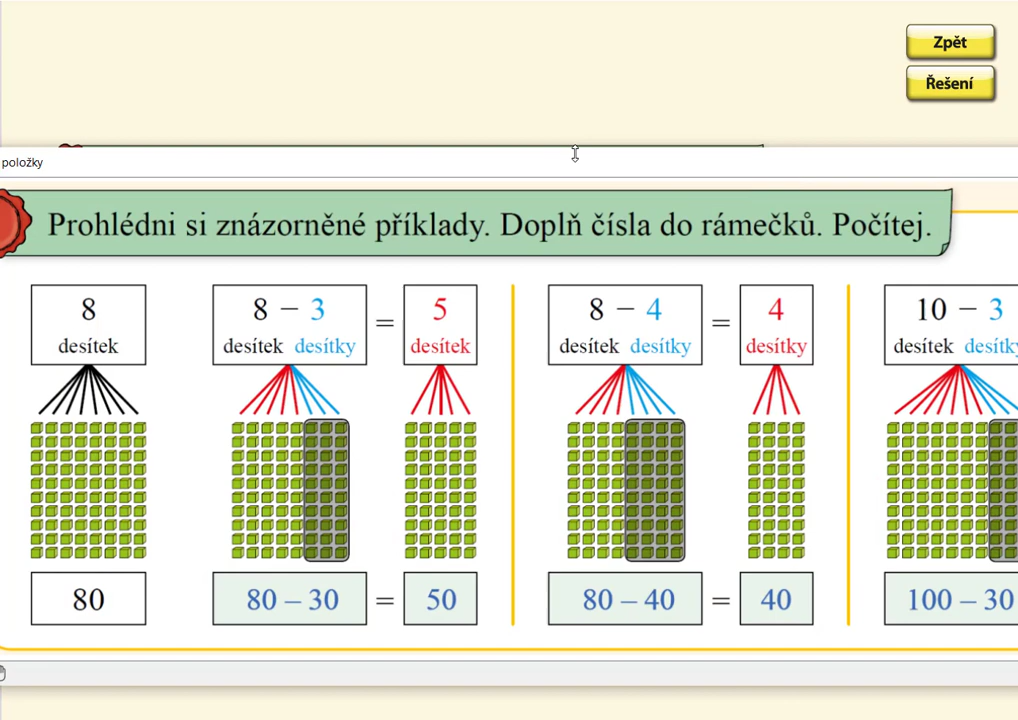 Zpět
Řešení
položky
Prohlédni si znázorněné příklady. Doplň čísla do rámečků. Počítej.
8
desítek
8 − 3
desítek desítky
=
5
desítek
8 − 4
desítek desítky
=
4
desítky
10 − 3
desítek desítky
80
80 – 30 = 50
80 – 40 = 40
100 – 30